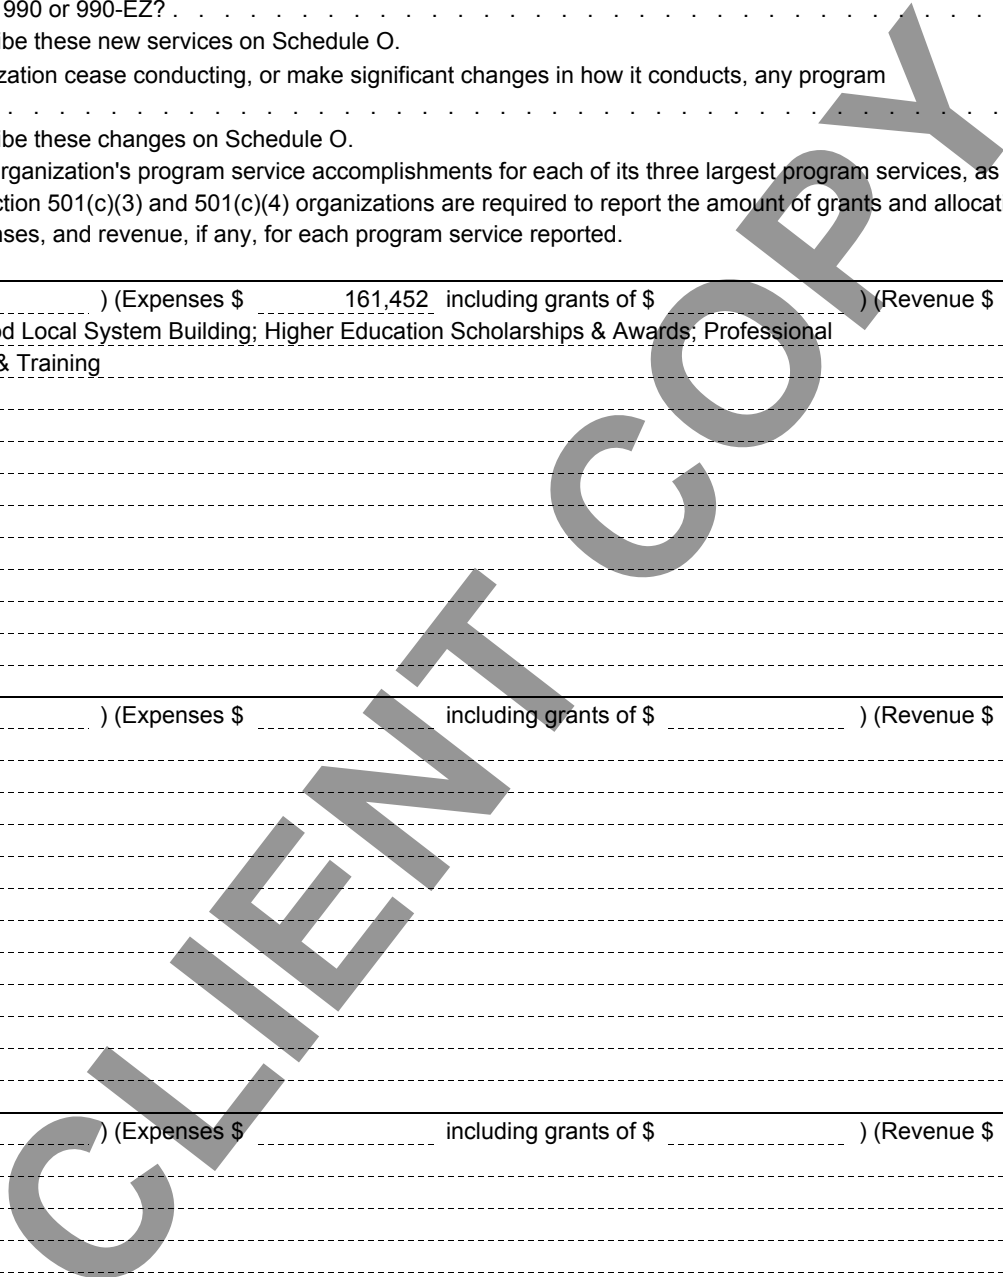 990 or 990-EZ? . . . . . . . . . . . . . . . . . . . . . . . . . . . . . .
be these new services on Schedule O.
zation cease conducting, or make significant changes in how it conducts, any program
. . . . . . . . . . . . . . . . . . . . . . . . . . . . . . . . . . . .
be these changes on Schedule O.
rganization's program service accomplishments for each of its three largest program services, as
ction 501(c)(3) and 501(c)(4) organizations are required to report the amount of grants and allocati
nses, and revenue, if any, for each program service reported.
) (Expenses $ 161,452 including grants of $ ) (Revenue $
od Local System Building; Higher Education Scholarships & Awards; Professional
& Training
) (Expenses $ including grants of $ ) (Revenue $
) (Expenses $ including grants of $ ) (Revenue $
CLIENT COPY